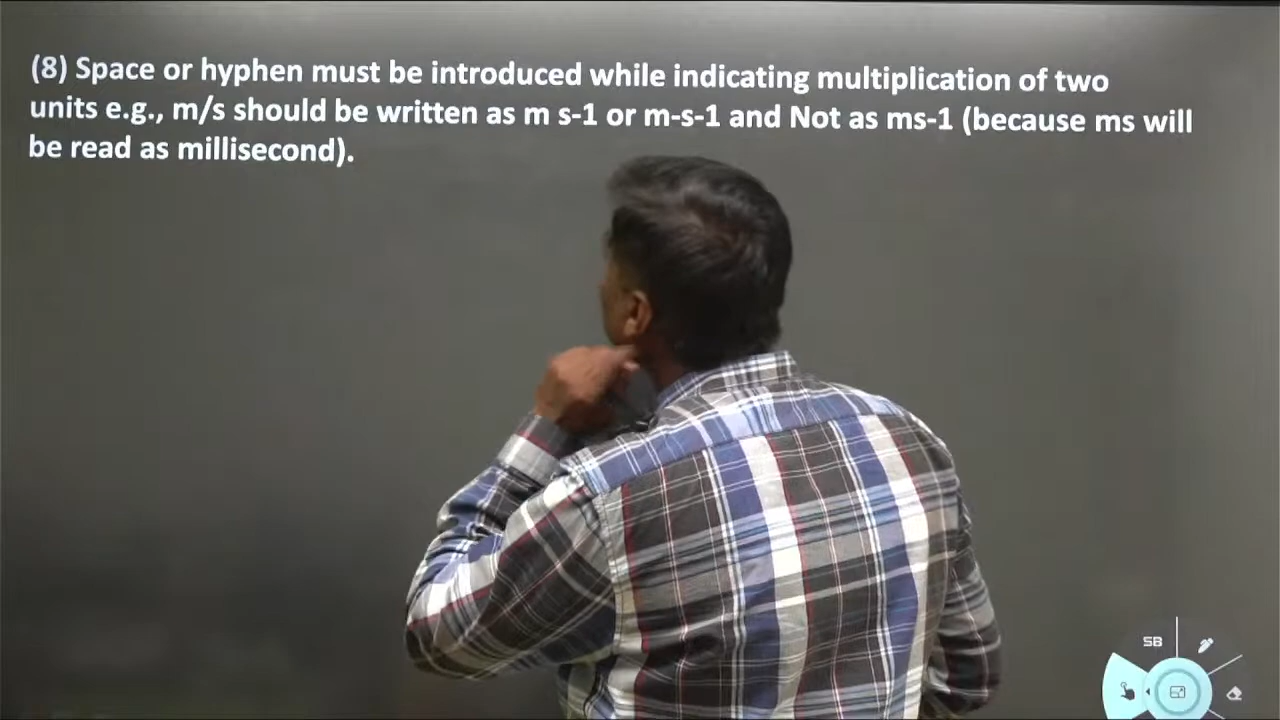 (8) Space or hyphen must be introduced while indicating multiplication of two
units e.g., m/s should be written as m s-1 or m-s-1 and Not as ms-1 (because ms will
be read as millisecond).
SB